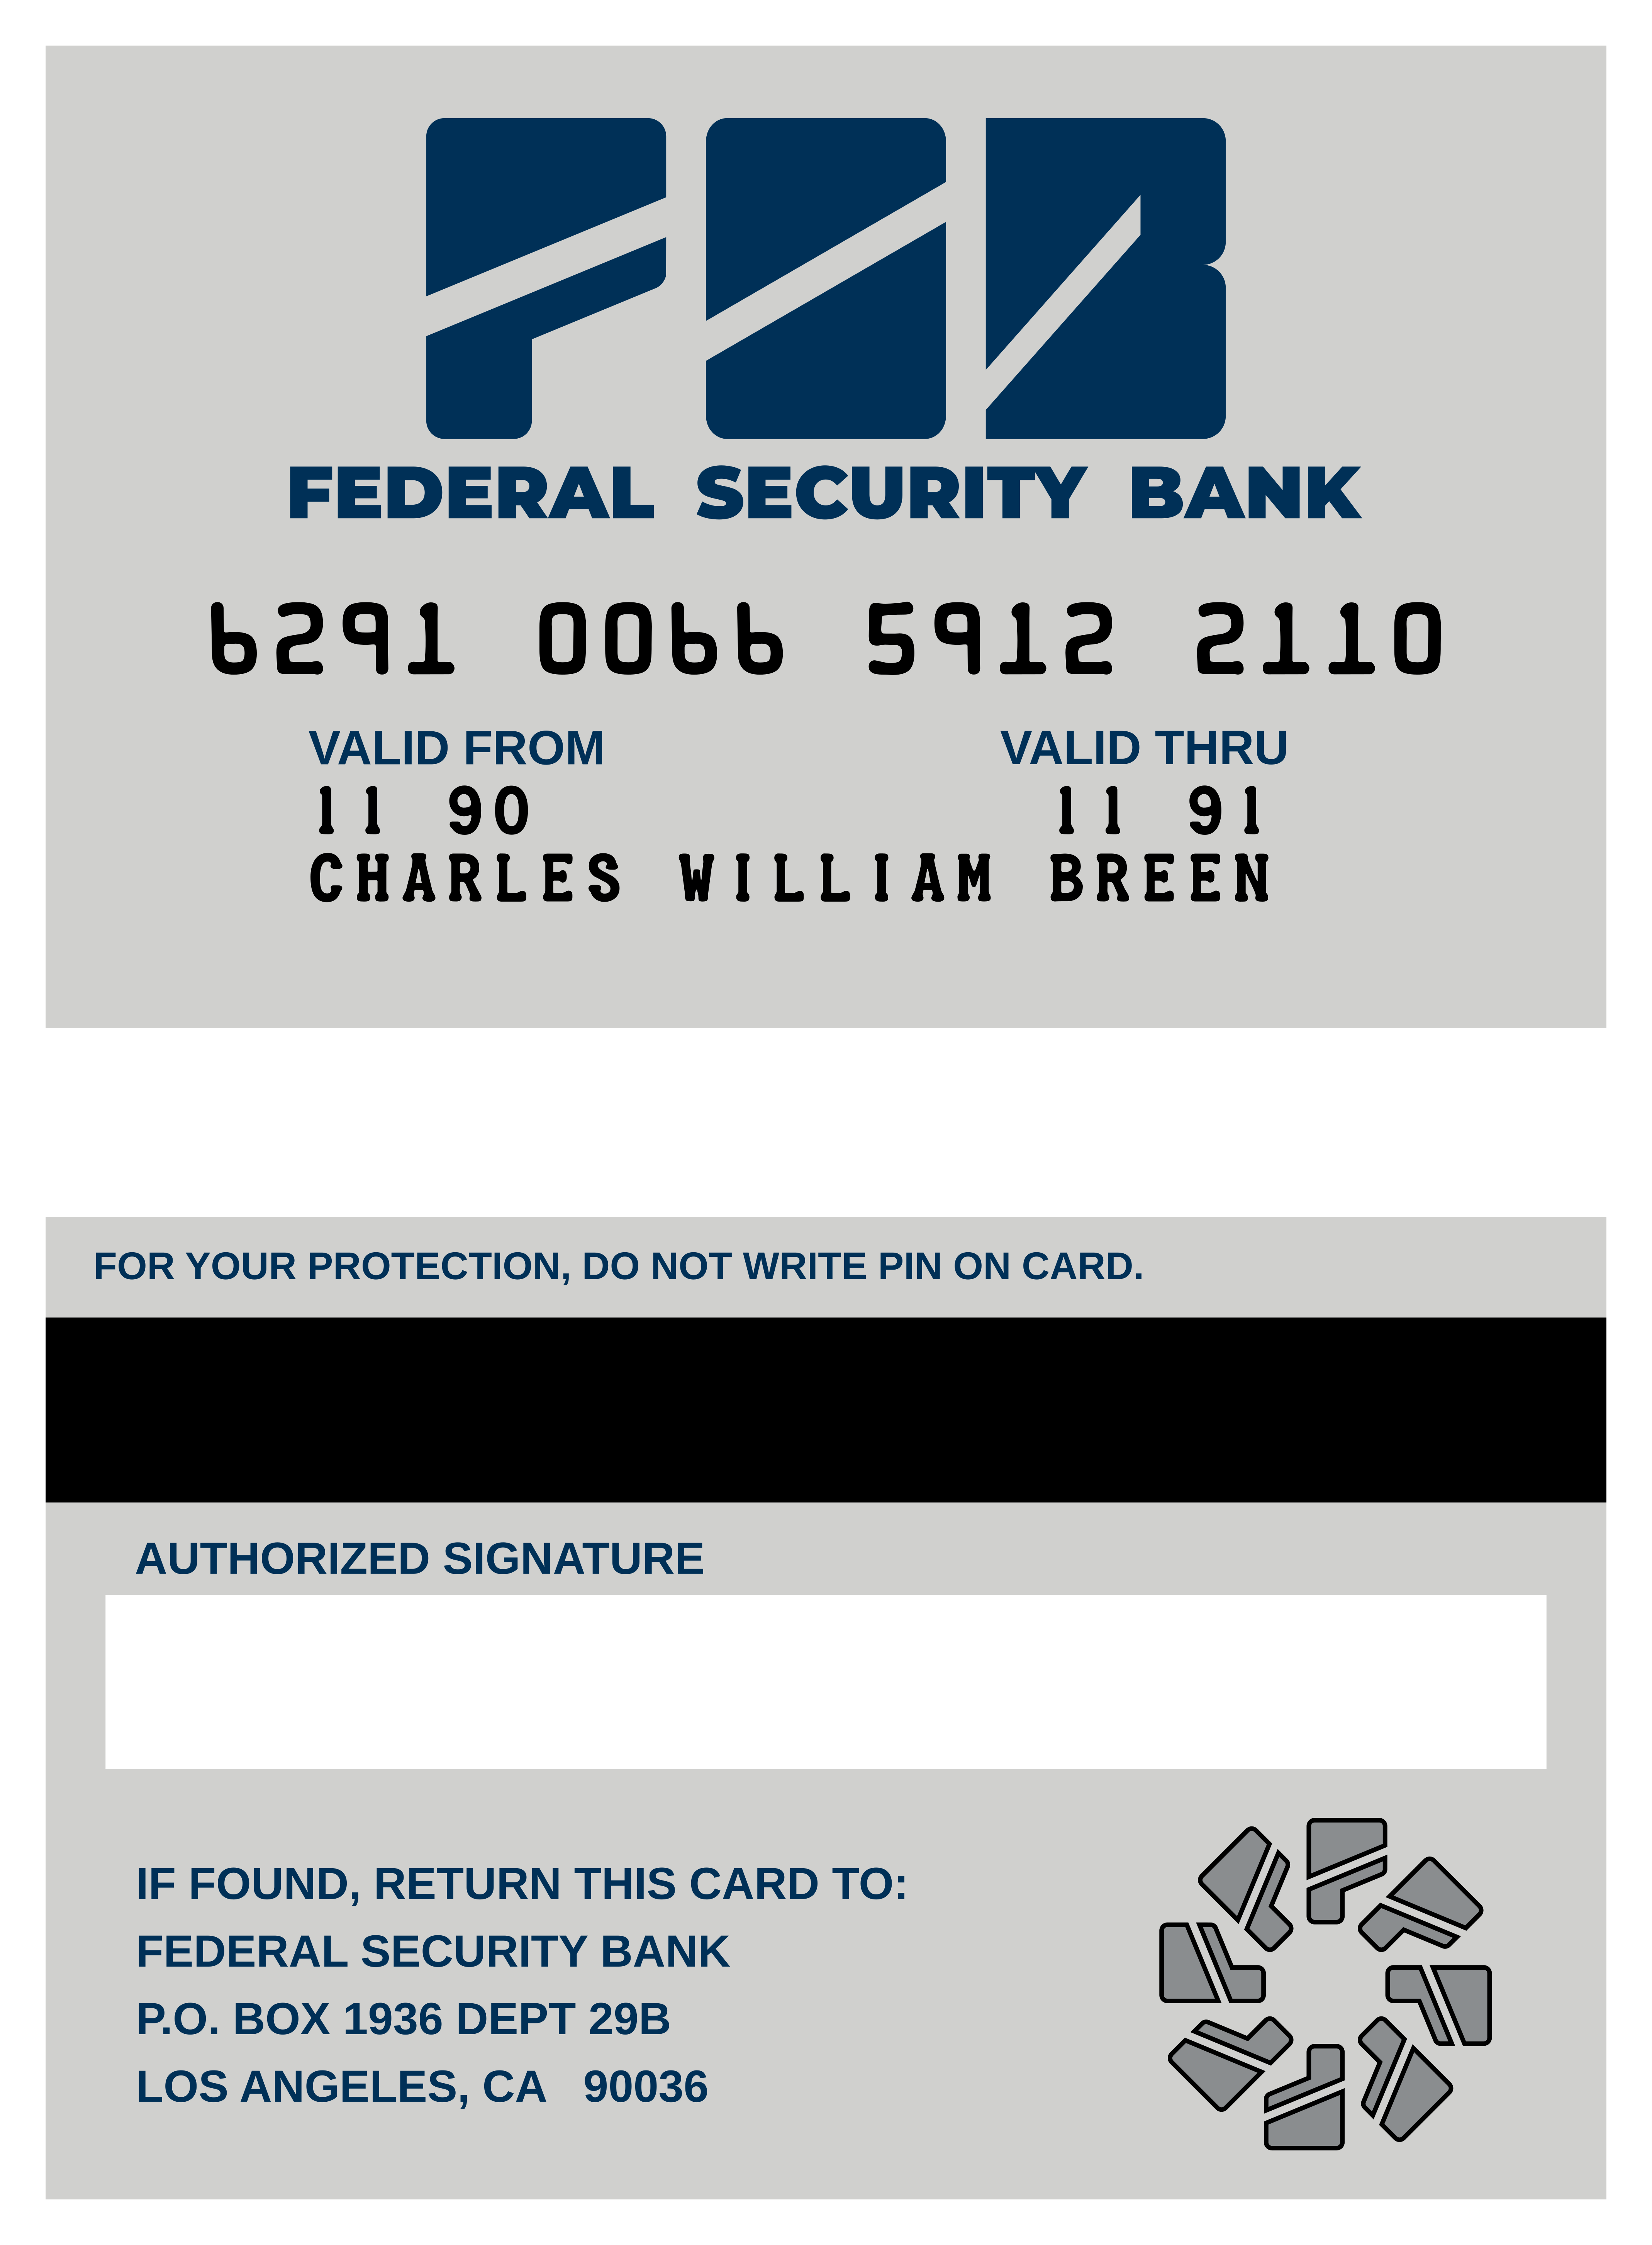 FSB
FEDERAL SECURITY BANK
6291 0066 5912 2110
VALID FROM VALID THRU
11 90 11 91
CHARLES WILLIAM BREEN
FOR YOUR PROTECTION, DO NOT WRITE PIN ON CARD.
AUTHORIZED SIGNATURE
IF FOUND, RETURN THIS CARD TO:
FEDERAL SECURITY BANK
P.O. BOX 1936 DEPT 29B
LOS ANGELES, CA 90036